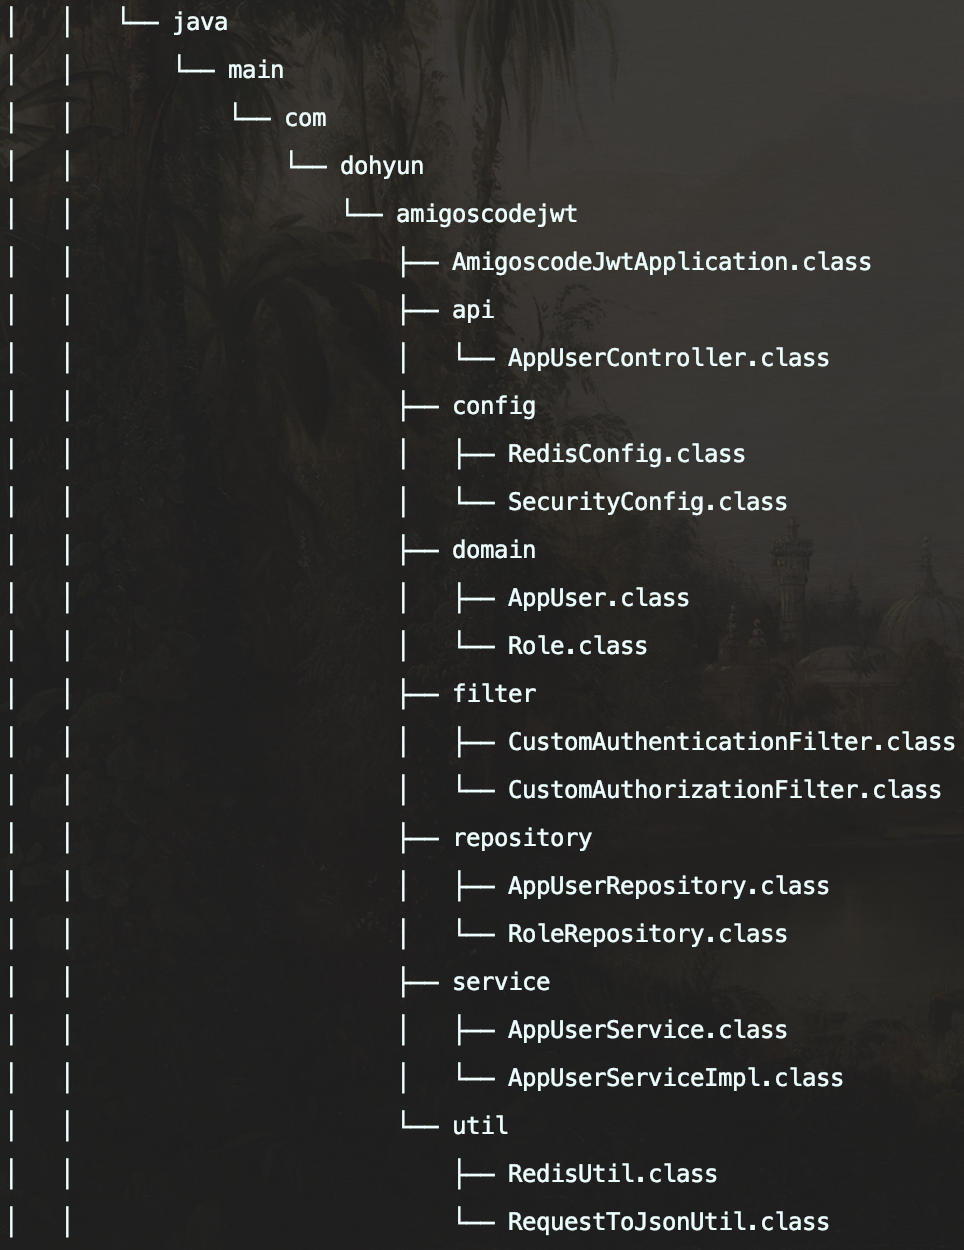 │   │   └── java
│   │       └── main
│   │           └── com
│   │               └── dohyun
│   │                   └── amigoscodejwt
│   │                       ├── AmigoscodeJwtApplication.class
│   │                       ├── api
│   │                       │   └── AppUserController.class
│   │                       ├── config
│   │                       │   ├── RedisConfig.class
│   │                       │   └── SecurityConfig.class
│   │                       ├── domain
│   │                       │   ├── AppUser.class
│   │                       │   └── Role.class
│   │                       ├── filter
│   │                       │   ├── CustomAuthenticationFilter.class
│   │                       │   └── CustomAuthorizationFilter.class
│   │                       ├── repository
│   │                       │   ├── AppUserRepository.class
│   │                       │   └── RoleRepository.class
│   │                       ├── service
│   │                       │   ├── AppUserService.class
│   │                       │   └── AppUserServiceImpl.class
│   │                       └── util
│   │                           ├── RedisUtil.class
│   │                           └── RequestToJsonUtil.class